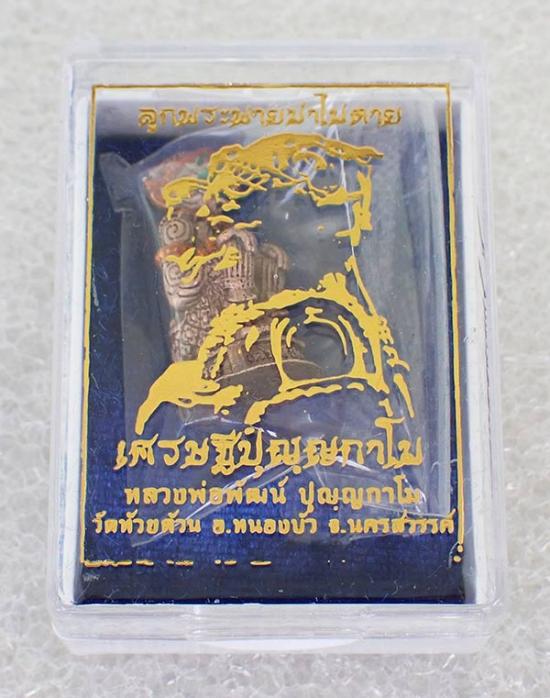 ลูกพระพายฆ่าไม่ตาย
เศรษฐีปุญฺญกาโม
หลวงพ่อพัฒน์ ปุญฺญกาโม
วัดห้วยด้วน อ.หนองบัว จ.นครสวรรค์